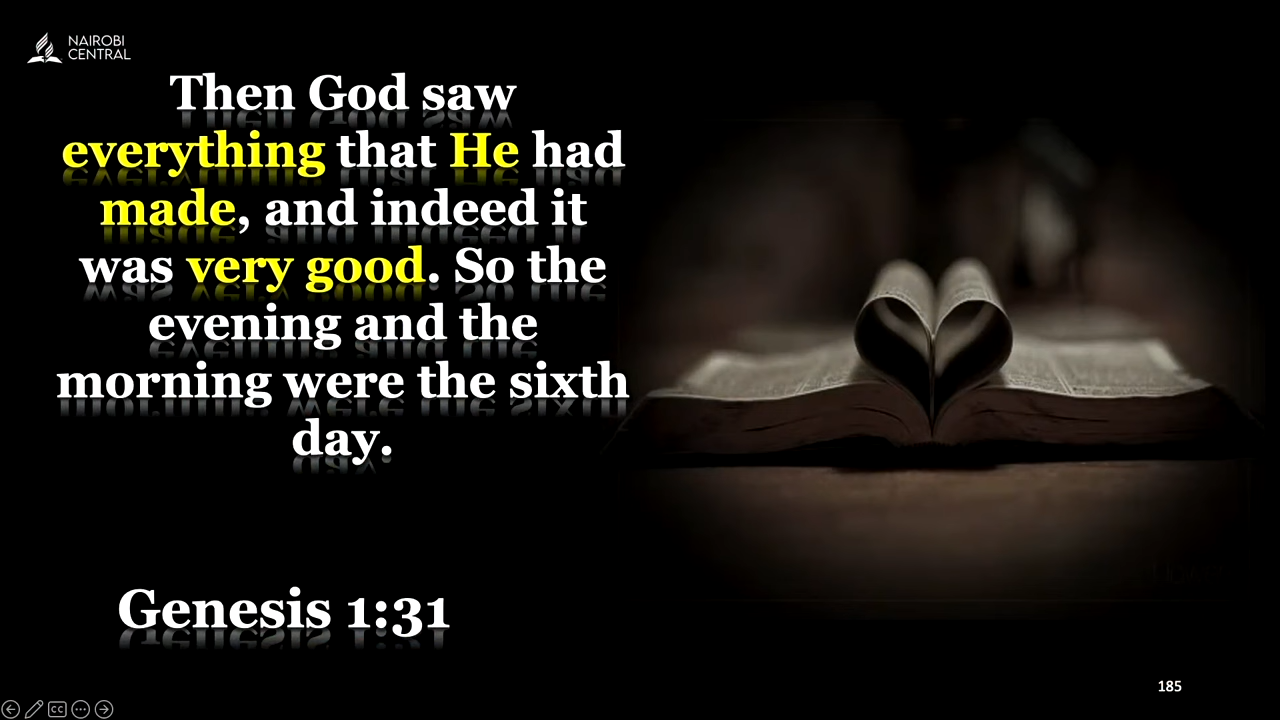 NAIROBI
CENTRAL
Then God saw
everything that He had
made, and indeed it
was very good. So the
evening and the
morning were the sixth
day.
Genesis 1:31
185
CC